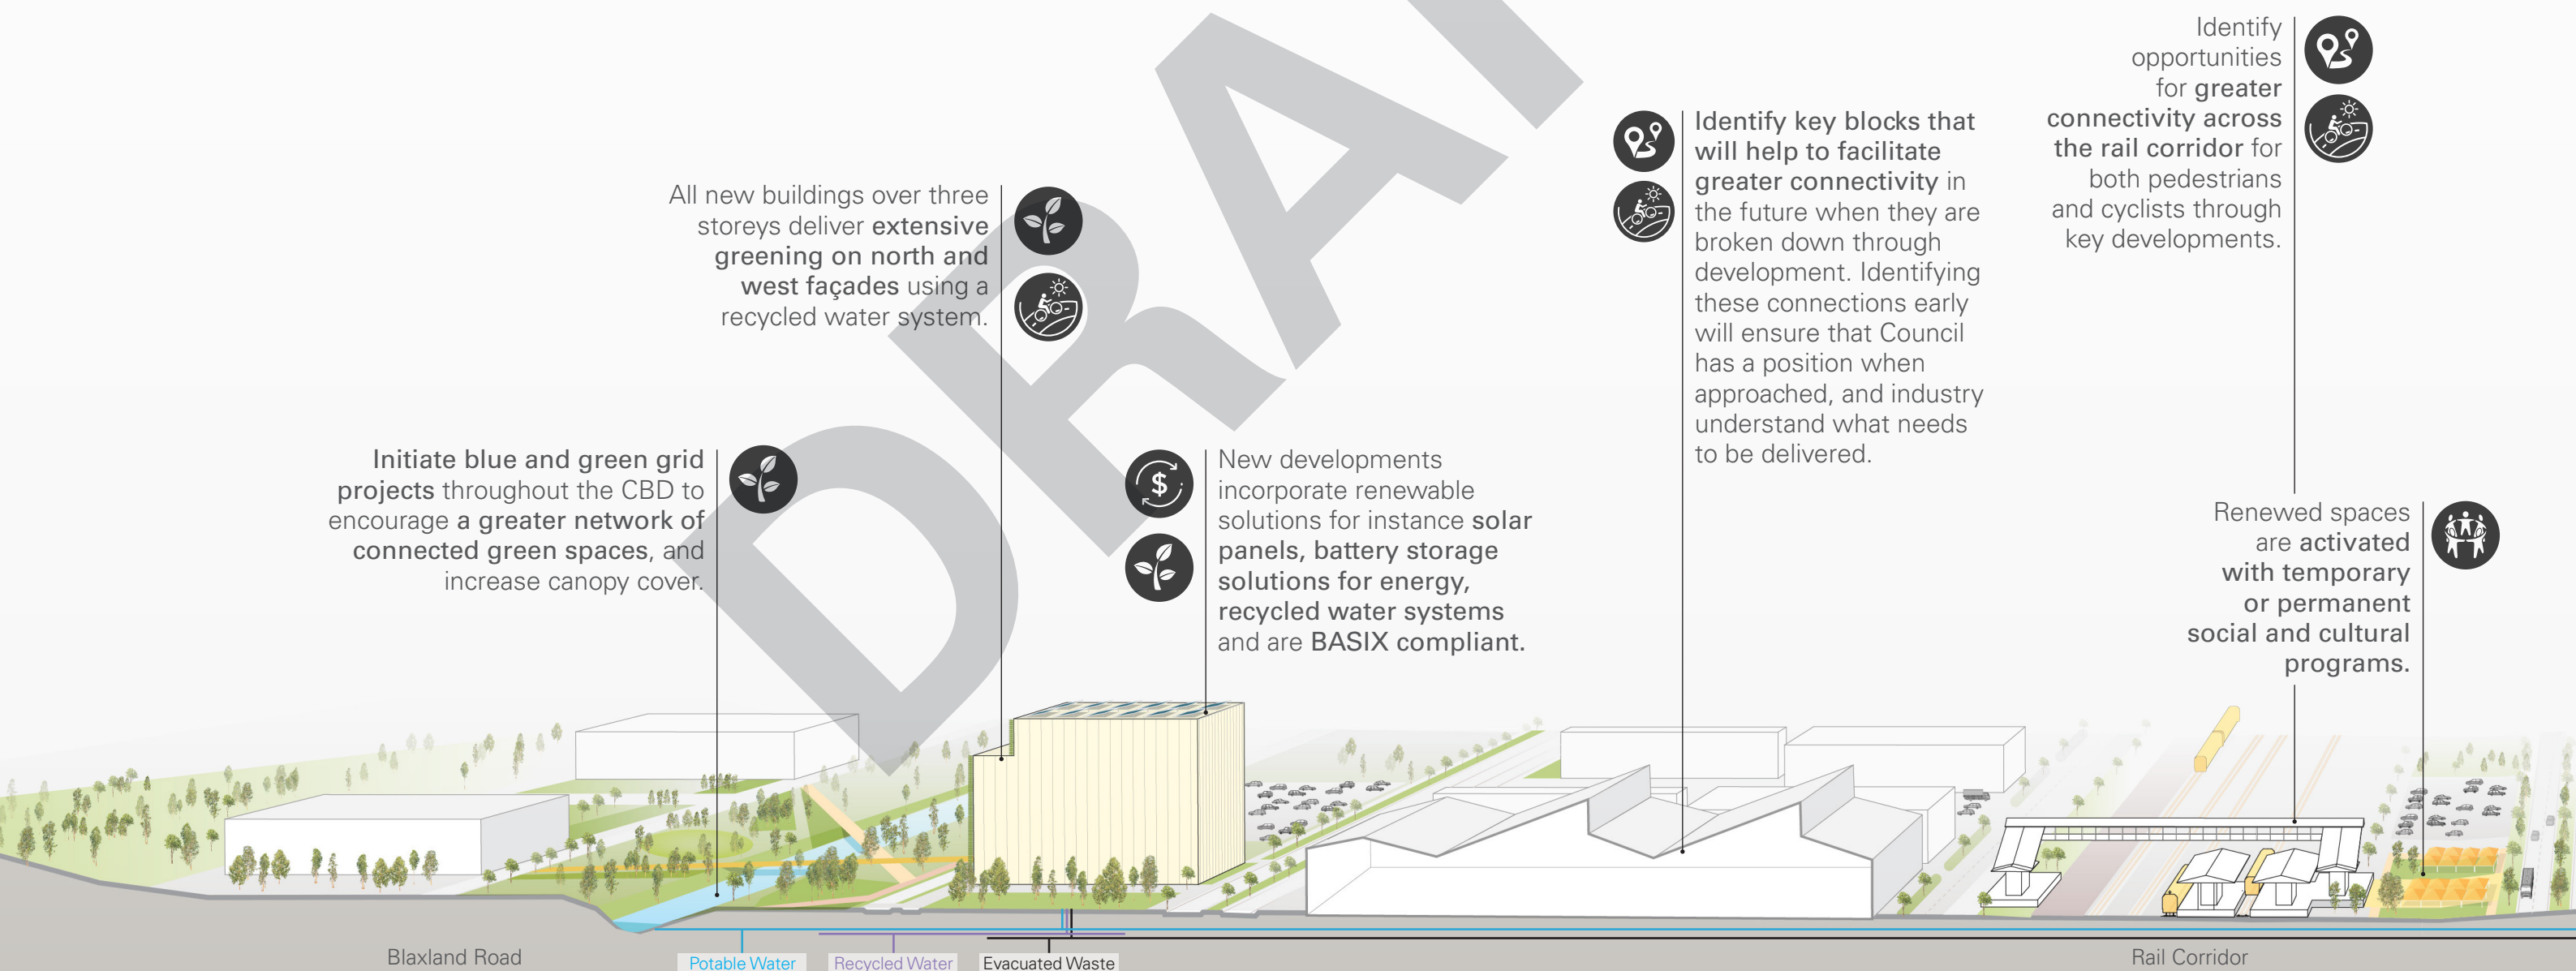 Initiate blue and green grid
projects throughout the CBD to
encourage a greater network of
connected green spaces, and
increase canopy cover.
All new buildings over three
storeys deliver extensive
greening on north and
west façades using a
recycled water system.
$
New developments
incorporate renewable
solutions for instance solar
panels, battery storage
solutions for energy,
recycled water systems
and are BASIX compliant.
Identify key blocks that
will help to facilitate
greater connectivity in
the future when they are
broken down through
development. Identifying
these connections early
will ensure that Council
has a position when
approached, and industry
understand what needs
to be delivered.
Identify
opportunities
for greater
connectivity across
the rail corridor for
both pedestrians
and cyclists through
key developments.
Renewed spaces
are activated
with temporary
or permanent
social and cultural
programs.
Blaxland Road
Potable Water
Recycled Water
Evacuated Waste
Rail Corridor
DRA